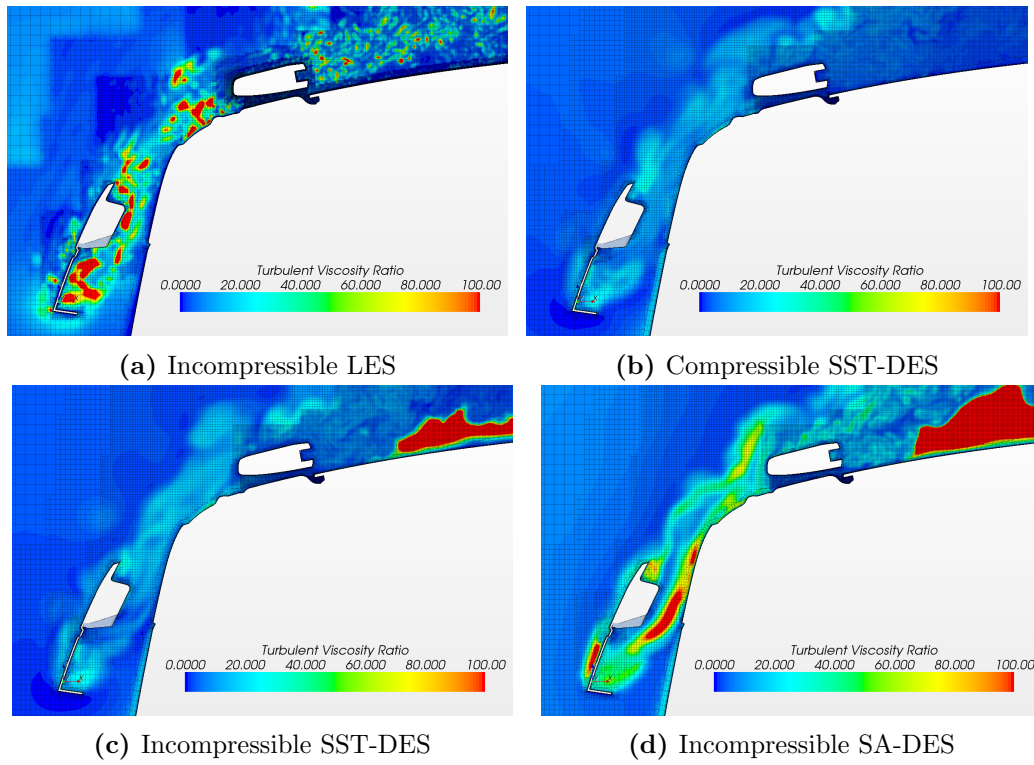 Turbulent Viscosity Ratio
0.0000 20.000 40.000 60.000 80.000 100.00
Turbulent Viscosity Ratio
0.0000 20.000 40.000 60.000 80.000 100.00
(a) Incompressible LES
(b) Compressible SST-DES
Turbulent Viscosity Ratio
0.0000 20.000 40.000 60.000 80.000 100.00
Turbulent Viscosity Ratio
0.0000 20.000 40.000 60.000 80.000 100.00
(c) Incompressible SST-DES
(d) Incompressible SA-DES